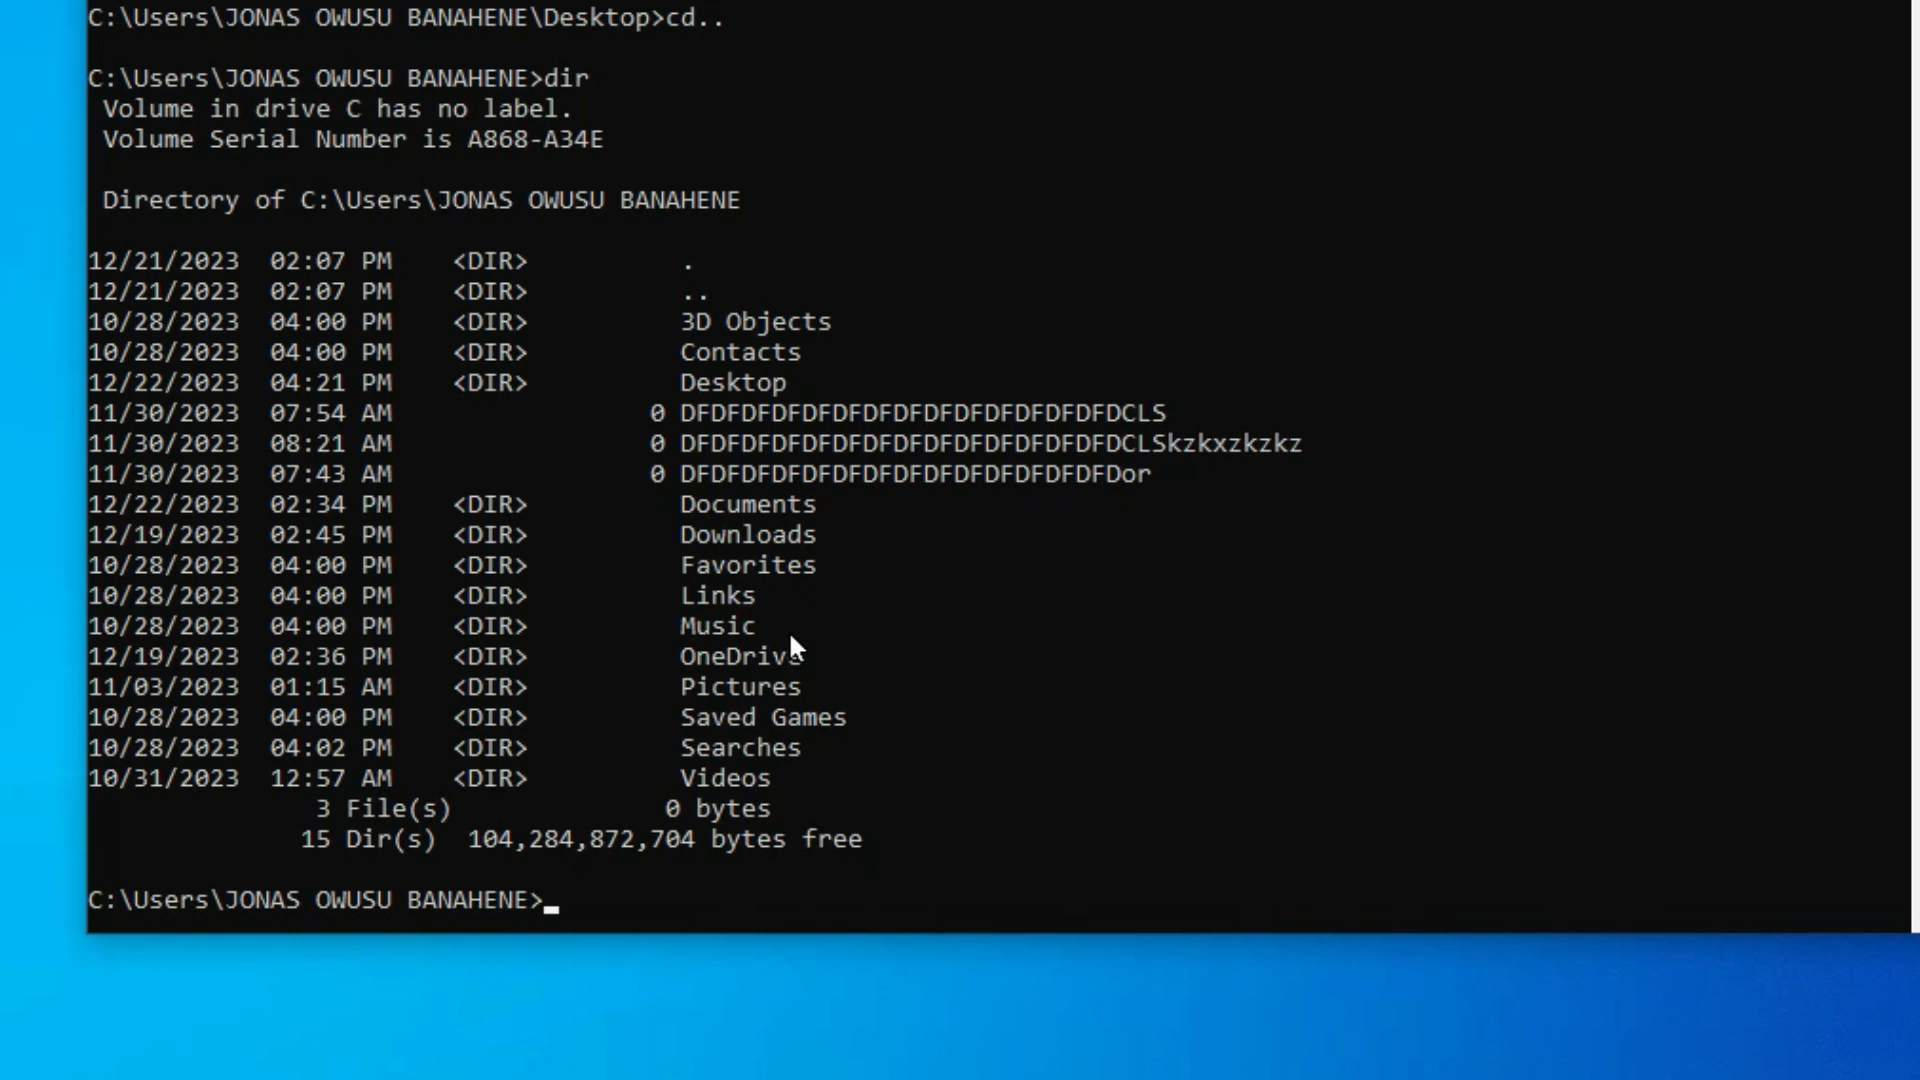 C:\Users\JONAS OWUSU BANAHENE\Desktop>cd..
C:\Users\JONAS OWUSU BANAHENE>dir
Volume in drive C has no label.
Volume Serial Number is A868-A34E
Directory of C:\Users\JONAS OWUSU BANAHENE
12/21/2023 02:07 PM <DIR> .
12/21/2023 02:07 PM <DIR> ..
10/28/2023 04:00 PM <DIR> 3D Objects
10/28/2023 04:00 PM <DIR> Contacts
12/22/2023 04:21 PM <DIR> Desktop
11/30/2023 07:54 AM 0 DFDFDFDFDFDFDFDFDFDFDFDFDFDFDCLS
11/30/2023 08:21 AM 0 DFDFDFDFDFDFDFDFDFDFDFDFDFDFDCLSkzkxzkzkz
11/30/2023 07:43 AM 0 DFDFDFDFDFDFDFDFDFDFDFDFDFDFDor
12/22/2023 02:34 PM <DIR> Documents
12/19/2023 02:45 PM <DIR> Downloads
10/28/2023 04:00 PM <DIR> Favorites
10/28/2023 04:00 PM <DIR> Links
10/28/2023 04:00 PM <DIR> Music
12/19/2023 02:36 PM <DIR> OneDrive
11/03/2023 01:15 AM <DIR> Pictures
10/28/2023 04:00 PM <DIR> Saved Games
10/28/2023 04:02 PM <DIR> Searches
10/31/2023 12:57 AM <DIR> Videos
3 File(s) 0 bytes
15 Dir(s) 104,284,872,704 bytes free
C:\Users\JONAS OWUSU BANAHENE>